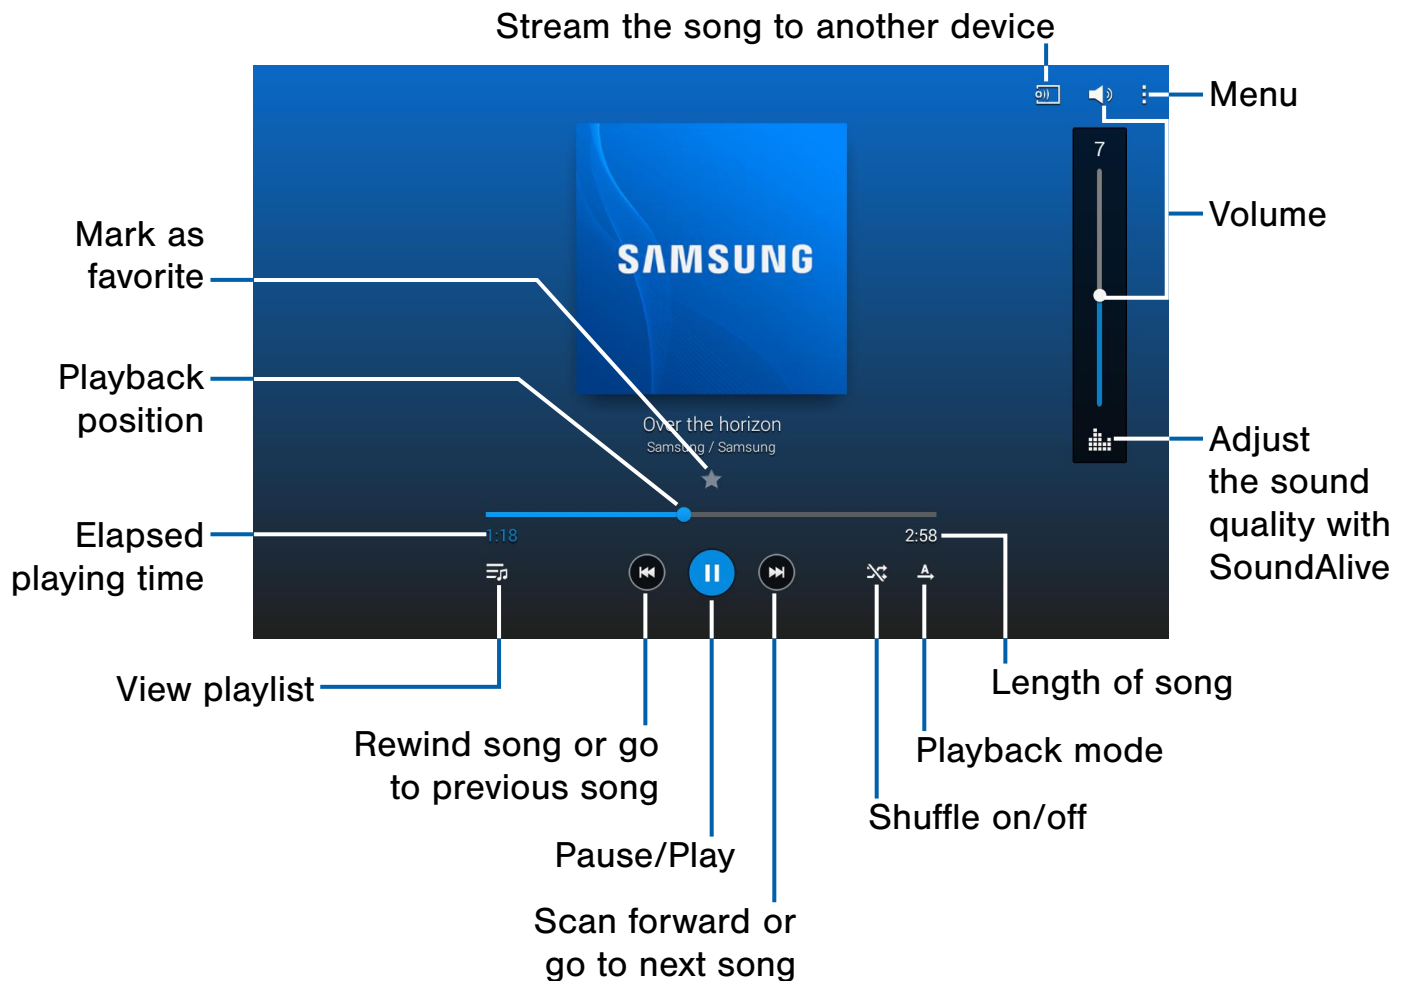 Stream the song to another device
Menu
7
Volume
SAMSUNG
Mark as
favorite
Playback
position
Over the horizon
Samsung / Samsung
Adjust
the sound
quality with
SoundAlive
Elapsed
playing time
1:18
2:58
A
View playlist
Length of song
Rewind song or go
to previous song
Playback mode
Shuffle on/off
Pause/Play
Scan forward or
go to next song